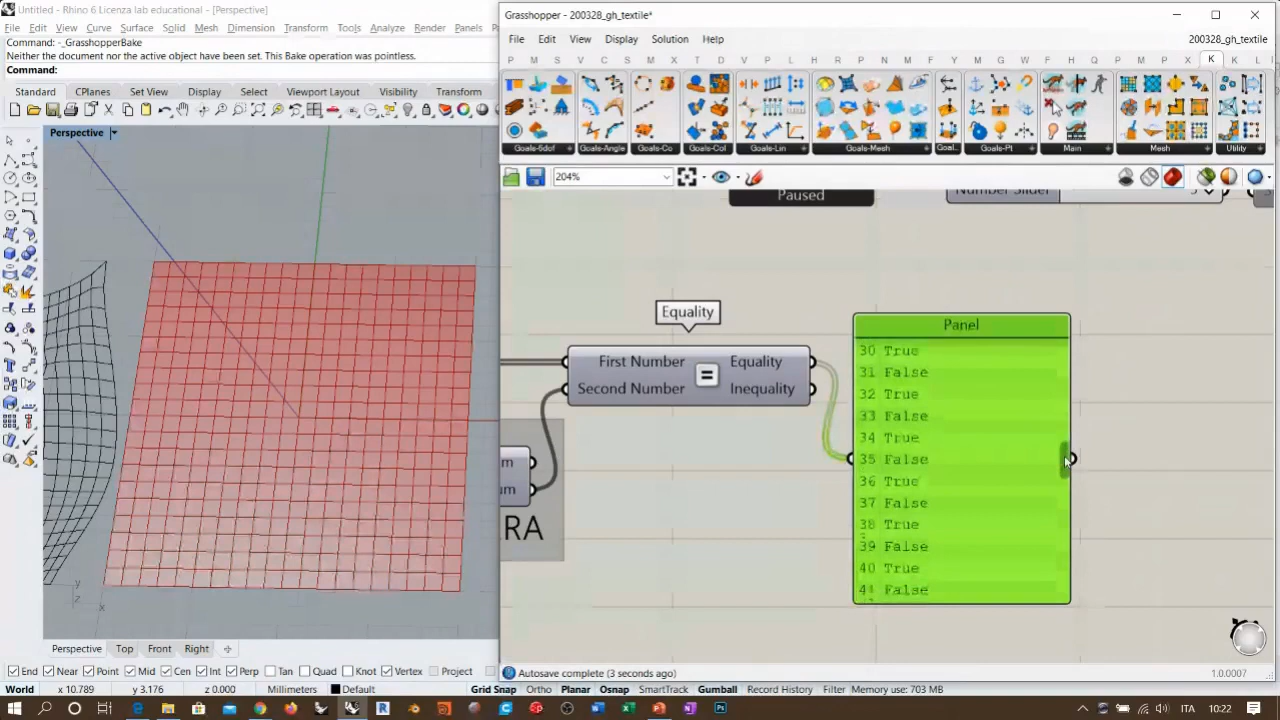 Untitled - Rhino 6 Licenza lab educational - [Perspective]
File Edit View Curve Surface Solid Mesh Dimension Transform Tools Analyze Render Panels
Command: -_GrasshopperBake
Neither the document nor the active object have been set. This Bake operation was pointless.
Command:
Standard CPlanes Set View Display Select Viewport Layout Visibility Transform
Perspective
z
y
x
Perspective Top Front Right
End Near Point Mid Cen Int Perp Tan Quad Knot Vertex Project
World x 10.789 y 3.176 z 0.000 Millimeters Default Grid Snap Ortho Planar Osnap SmartTrack Gumball Record History Filter Memory use: 703 MB
Grasshopper - 200328_gh_textile*
File Edit View Display Solution Help 200328_gh_textile
P M S V C S M I X T D T V T P L R P M F K P M F H P M U L K L
Goals-6dof Goals-Angle Goals-Co Goals-Col Goals-Lin Goals-Mesh Goal... Goals-Pt Main Mesh Utility
204%
Paused
Number Slider
Equality
First Number
Second Number
=
Equality
Inequality
um
RA
Panel
30 True
31 False
32 True
33 False
34 True
35 False
36 True
37 False
38 True
39 False
40 True
41 False
Autosave complete (3 seconds ago)
1.0.0007
ITA 10:22